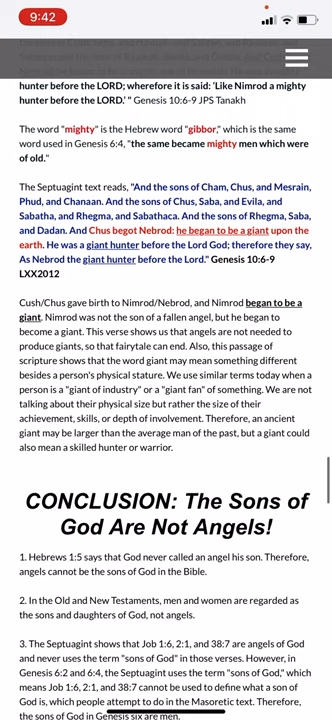 9:42
hunter before the LORD; wherefore it is said: 'Like Nimrod a mighty
hunter before the LORD.' " Genesis 10:6-9 JPS Tanakh
The word "mighty" is the Hebrew word "gibbor," which is the same
word used in Genesis 6:4, "the same became mighty men which were
of old."
The Septuagint text reads, "And the sons of Cham, Chus, and Mesrain,
Phud, and Chanaan. And the sons of Chus, Saba, and Evila, and
Sabatha, and Rhegma, and Sabathaca. And the sons of Rhegma, Saba,
and Dadan. And Chus begot Nebrod: he began to be a giant upon the
earth. He was a giant hunter before the Lord God; therefore they say,
As Nebrod the giant hunter before the Lord." Genesis 10:6-9
LXX2012
Cush/Chus gave birth to Nimrod/Nebrod, and Nimrod began to be a
giant. Nimrod was not the son of a fallen angel, but he began to
become a giant. This verse shows us that angels are not needed to
produce giants, so that fairytale can end. Also, this passage of
scripture shows that the word giant may mean something different
besides a person's physical stature. We use similar terms today when a
person is a "giant of industry" or a "giant fan" of something. We are not
talking about their physical size but rather the size of their
achievement, skills, or depth of involvement. Therefore, an ancient
giant may be larger than the average man of the past, but a giant could
also mean a skilled hunter or warrior.
CONCLUSION: The Sons of
God Are Not Angels!
1. Hebrews 1:5 says that God never called an angel his son. Therefore,
angels cannot be the sons of God in the Bible.
2. In the Old and New Testaments, men and women are regarded as
the sons and daughters of God, not angels.
3. The Septuagint shows that Job 1:6, 2:1, and 38:7 are angels of God
and never uses the term "sons of God" in those verses. However, in
Genesis 6:2 and 6:4, the Septuagint uses the term "sons of God," which
means Job 1:6, 2:1, and 38:7 cannot be used to define what a son of
God is, which people attempt to do in the Masoretic text. Therefore,
the sons of God in Genesis six are men.